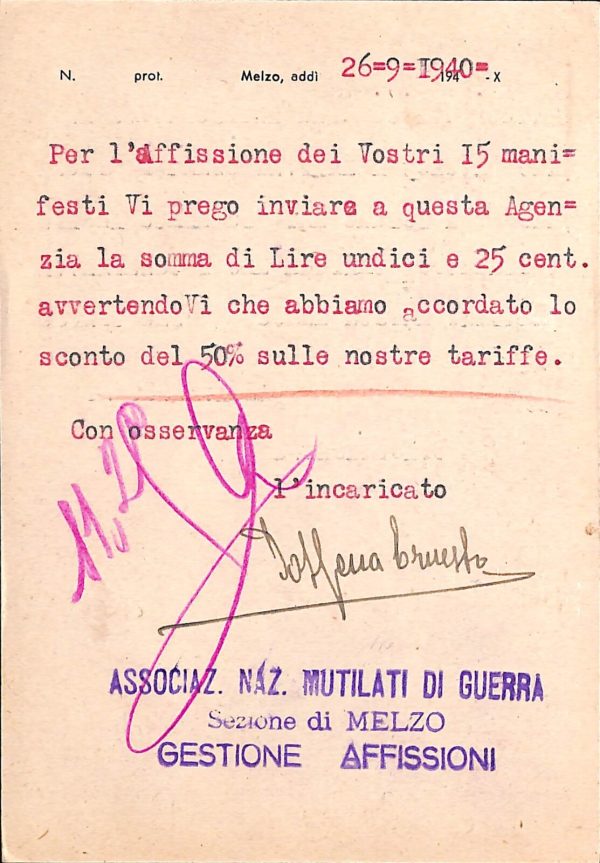 N. prot. Melzo, addì 26=9=1940=-X
Per l'affissione dei Vostri I5 mani=
festi Vi prego inviare a questa Agen=
zia la somma di Lire undici e 25 cent.
avvertendoVi che abbiamo accordato lo
sconto del 50% sulle nostre tariffe.
Con osservanza
l'incaricato
ASSOCIAZ. NAZ. MUTILATI DI GUERRA
Sezione di MELZO
GESTIONE AFFISSIONI